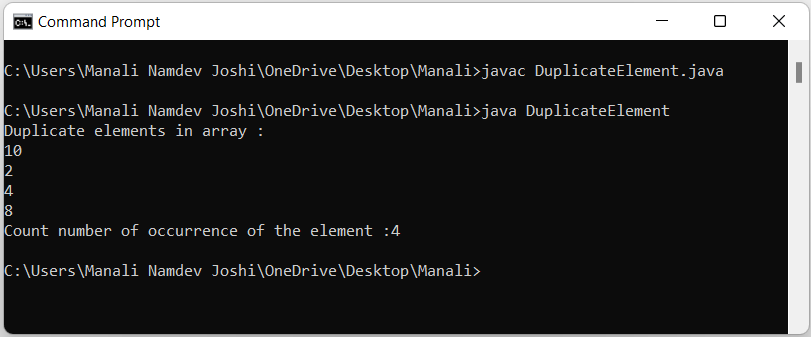 Command Prompt
C:\Users\Manali Namdev Joshi\OneDrive\Desktop\Manali>javac DuplicateElement.java
C:\Users\Manali Namdev Joshi\OneDrive\Desktop\Manali>java DuplicateElement
Duplicate elements in array :
10
2
4
8
Count number of occurrence of the element :4
C:\Users\Manali Namdev Joshi\OneDrive\Desktop\Manali>